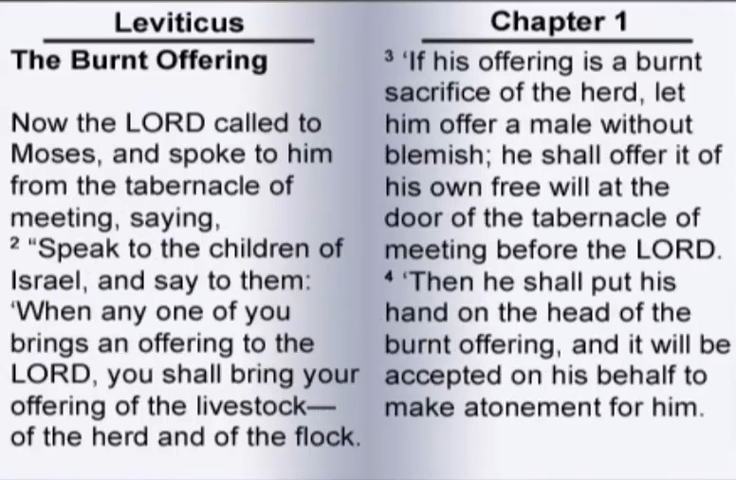 Leviticus
The Burnt Offering
Now the LORD called to
Moses, and spoke to him
from the tabernacle of
meeting, saying,
² “Speak to the children of
Israel, and say to them:
‘When any one of you
brings an offering to the
LORD, you shall bring your
offering of the livestock—
of the herd and of the flock.
Chapter 1
³ ‘If his offering is a burnt
sacrifice of the herd, let
him offer a male without
blemish; he shall offer it of
his own free will at the
door of the tabernacle of
meeting before the LORD.
⁴ ‘Then he shall put his
hand on the head of the
burnt offering, and it will be
accepted on his behalf to
make atonement for him.